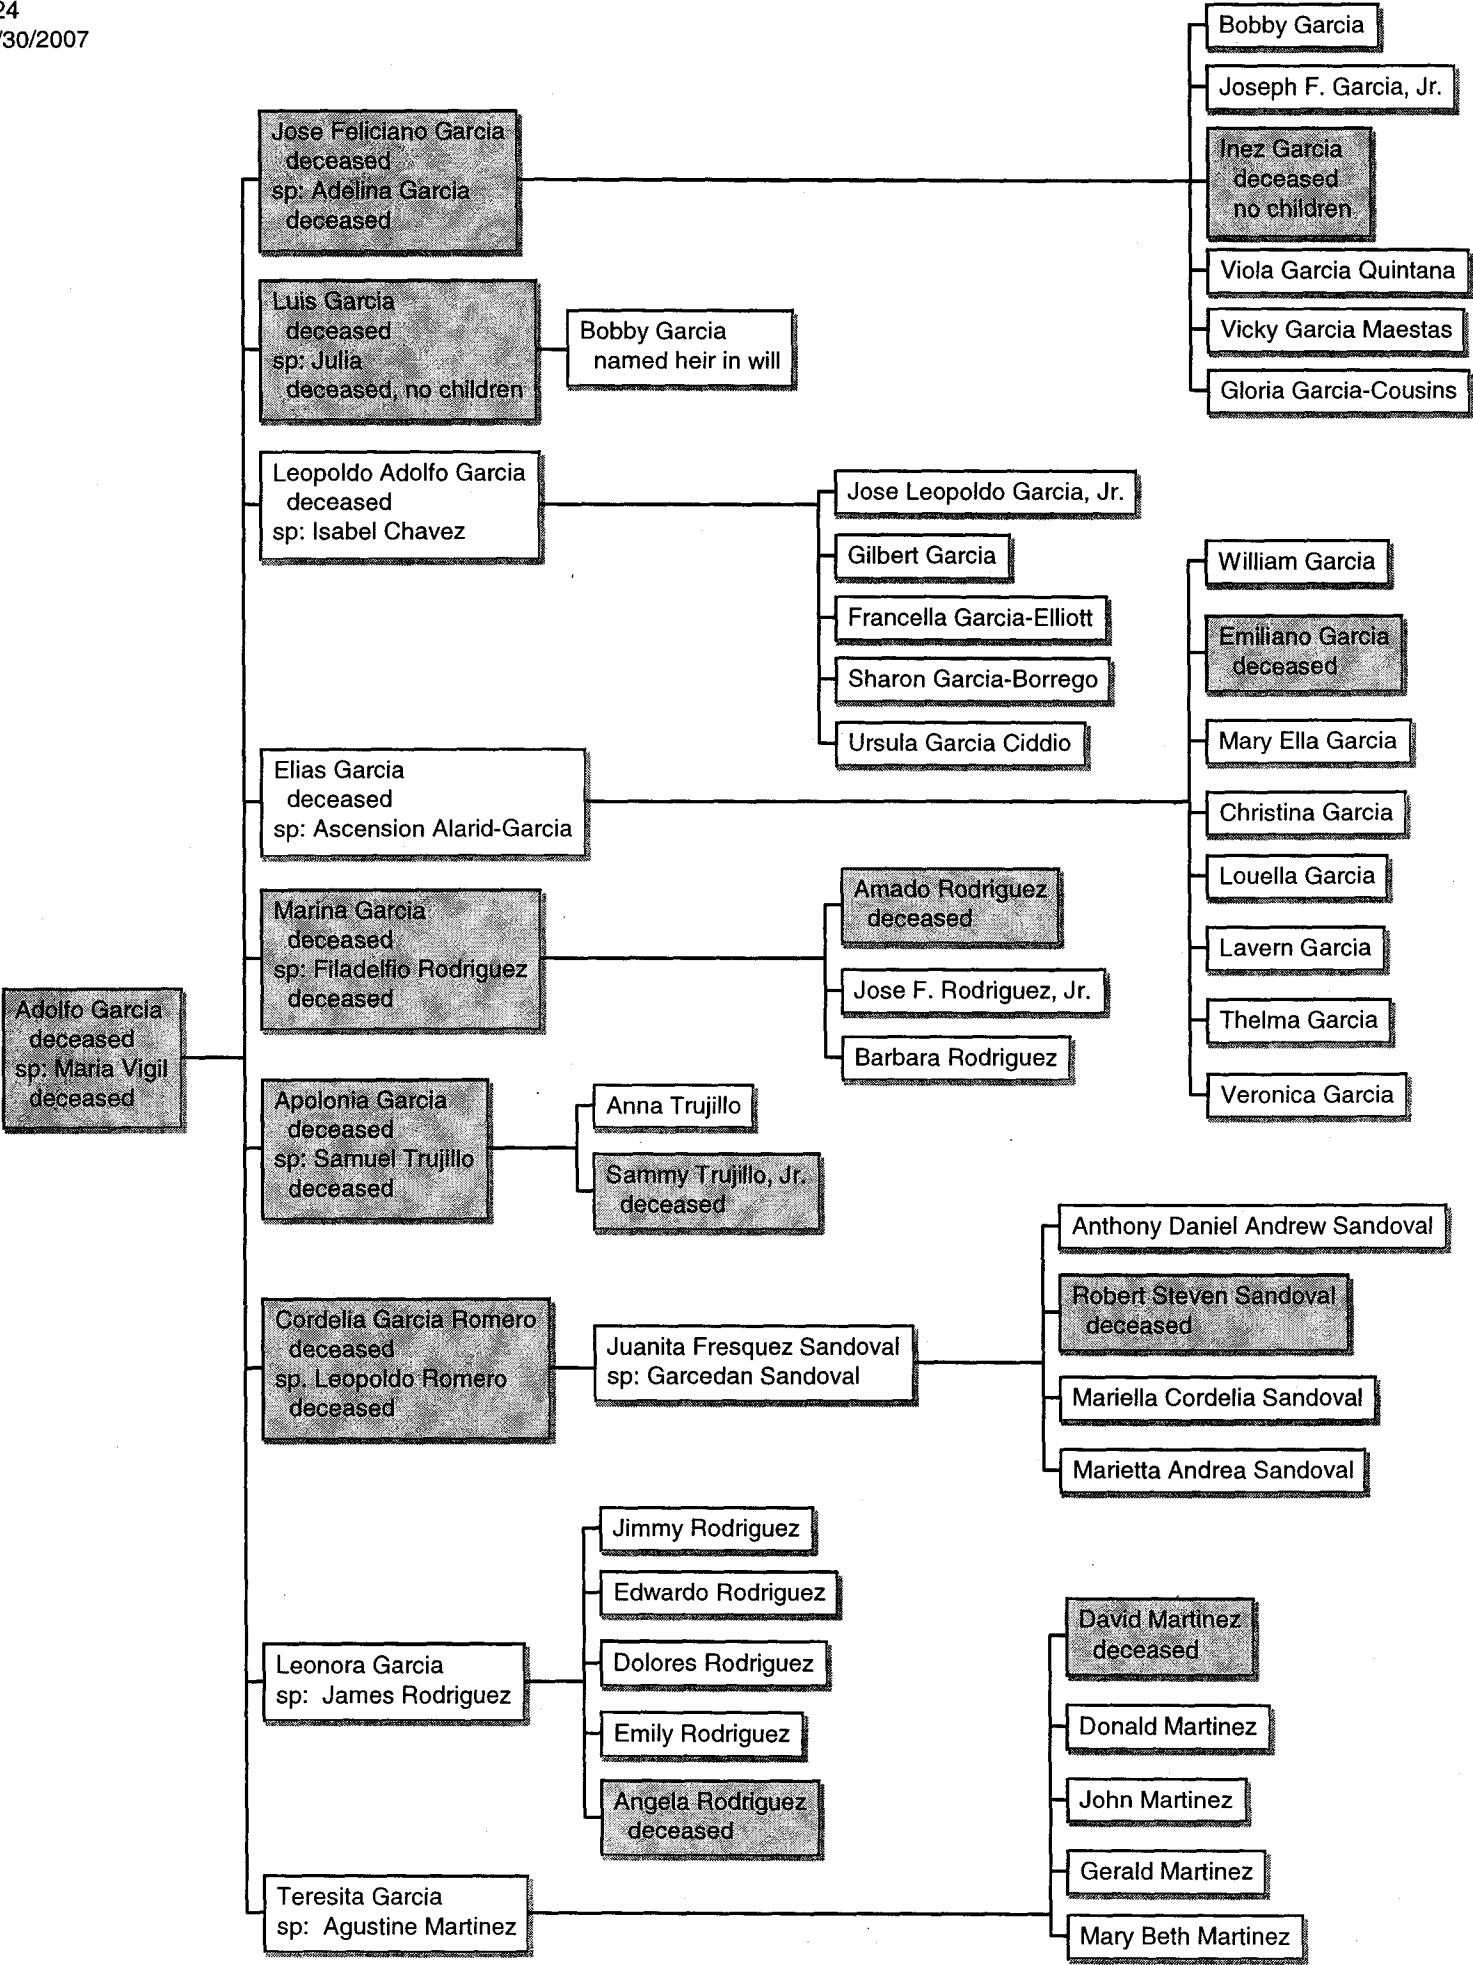 24
/30/2007
Bobby Garcia
Joseph F. Garcia, Jr.
Jose Feliciano Garcia
deceased
sp: Adelina Garcia
deceased
Inez Garcia
deceased
no children
Viola Garcia Quintana
Vicky Garcia Maestas
Gloria Garcia-Cousins
Luis Garcia
deceased
sp: Julia
deceased, no children
Bobby Garcia
named heir in will
Leopoldo Adolfo Garcia
deceased
sp: Isabel Chavez
Jose Leopoldo Garcia, Jr.
Gilbert Garcia
Francella Garcia-Elliott
Sharon Garcia-Borrego
Ursula Garcia Ciddio
William Garcia
Emiliano Garcia
deceased
Mary Ella Garcia
Christina Garcia
Louella Garcia
Lavern Garcia
Thelma Garcia
Veronica Garcia
Elias Garcia
deceased
sp: Ascension Alarid-Garcia
Marina Garcia
deceased
sp: Filadelfio Rodriguez
deceased
Amado Rodriguez
deceased
Jose F. Rodriguez, Jr.
Barbara Rodriguez
Adolfo Garcia
deceased
sp: Maria Vigil
deceased
Apolonia Garcia
deceased
sp: Samuel Trujillo
deceased
Anna Trujillo
Sammy Trujillo, Jr.
deceased
Cordelia Garcia Romero
deceased
sp. Leopoldo Romero
deceased
Juanita Fresquez Sandoval
sp: Garcedan Sandoval
Anthony Daniel Andrew Sandoval
Robert Steven Sandoval
deceased
Mariella Cordelia Sandoval
Marietta Andrea Sandoval
Leonora Garcia
sp: James Rodriguez
Jimmy Rodriguez
Edwardo Rodriguez
Dolores Rodriguez
Emily Rodriguez
Angela Rodriguez
deceased
Teresita Garcia
sp: Agustine Martinez
David Martinez
deceased
Donald Martinez
John Martinez
Gerald Martinez
Mary Beth Martinez